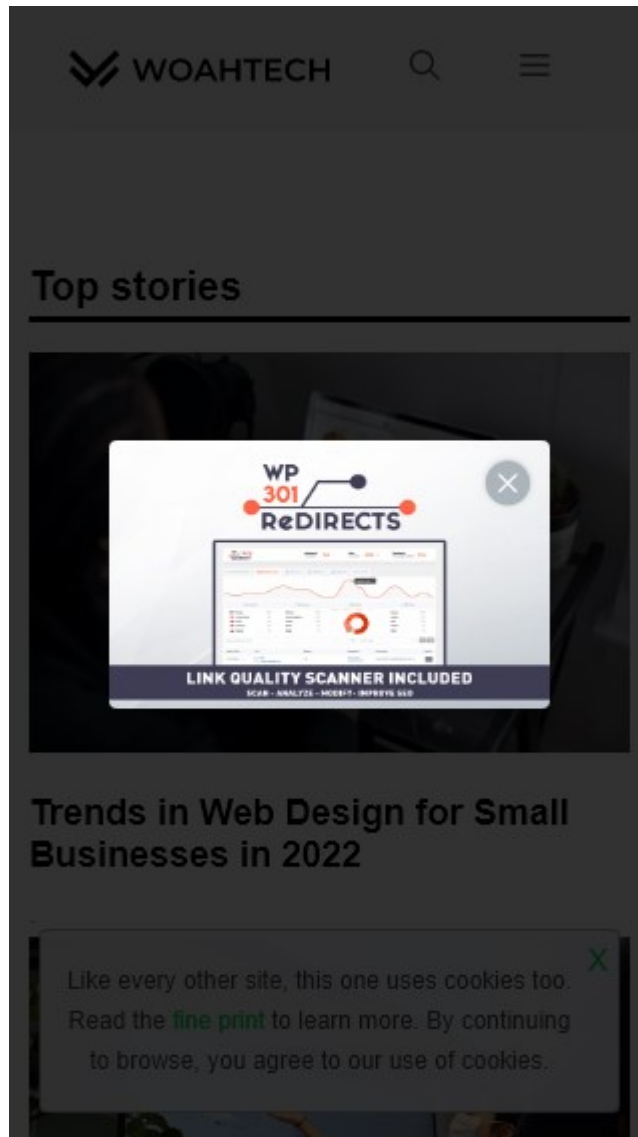 WOAHTECH
Top stories
WP
301
ReDIRECTS
LINK QUALITY SCANNER INCLUDED
SCAN - ANALYZE - MODIFY- IMPROVE SEO
Trends in Web Design for Small
Businesses in 2022
X
Like every other site, this one uses cookies too.
Read the fine print to learn more. By continuing
to browse, you agree to our use of cookies.